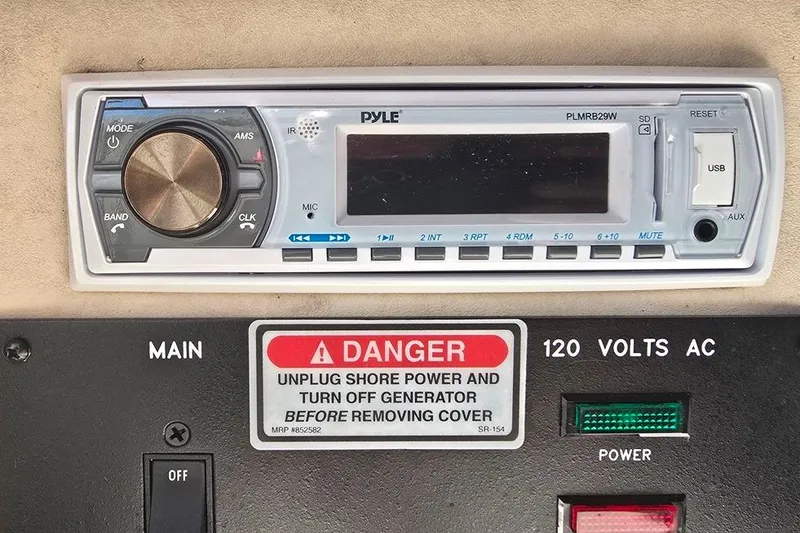 MODE
AMS
BAND
CLK
IR
MIC
PYLE®
PLMRB29W
SD
RESET
USB
AUX
1 2 INT 3 RPT 4 RDM 5 -10 6 +10 MUTE
MAIN
DANGER
UNPLUG SHORE POWER AND
TURN OFF GENERATOR
BEFORE REMOVING COVER
MRP #852582 SR-154
120 VOLTS AC
POWER
OFF